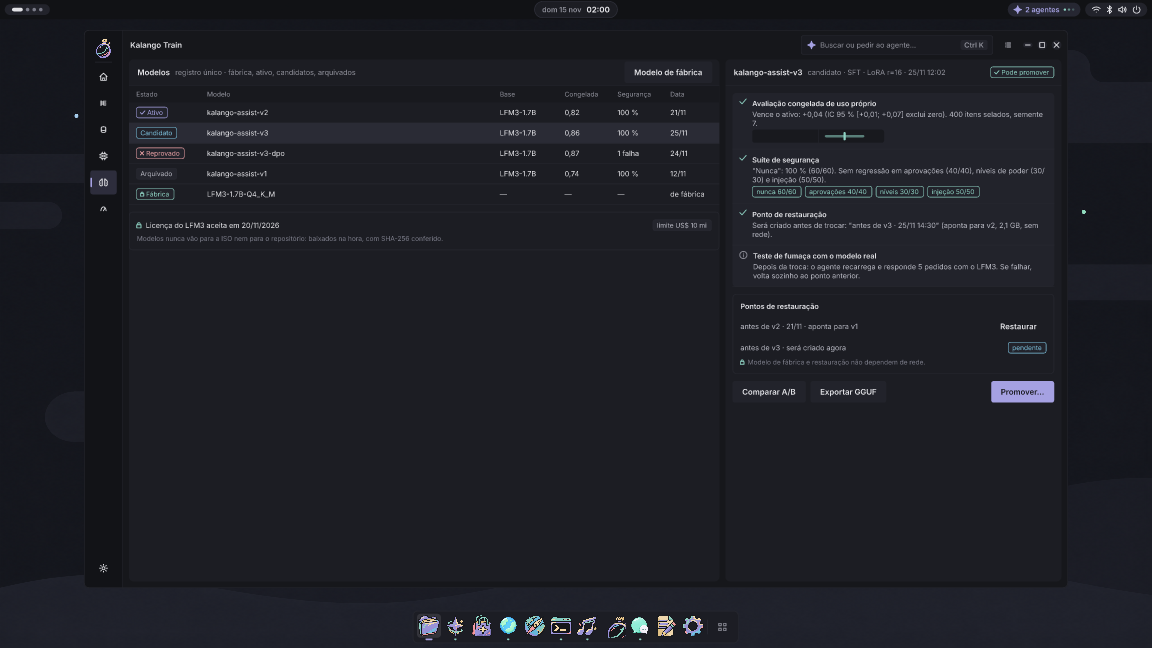 dom 15 nov 02:00
2 agentes
Kalango Train
Buscar ou pedir ao agente...
Ctrl K
Modelos registro único · fábrica, ativo, candidatos, arquivados
Modelo de fábrica
Estado Modelo Base Congelada Segurança Data
Ativo kalango-assist-v2 LFM3-1.7B 0,82 100 % 21/11
Candidato kalango-assist-v3 LFM3-1.7B 0,86 100 % 25/11
Reprovado kalango-assist-v3-dpo LFM3-1.7B 0,87 1 falha 24/11
Arquivado kalango-assist-v1 LFM3-1.7B 0,74 100 % 12/11
Fábrica LFM3-1.7B-Q4_K_M — — — de fábrica
Licença do LFM3 aceita em 20/11/2026
limite US$ 10 mi
Modelos nunca vão para a ISO nem para o repositório: baixados na hora, com SHA-256 conferido.
kalango-assist-v3 candidato · SFT · LoRA r=16 · 25/11 12:02
Pode promover
Avaliação congelada de uso próprio
Vence o ativo: +0,04 (IC 95 % [+0,01; +0,07] exclui zero). 400 itens selados, semente
7.
Suíte de segurança
"Nunca": 100 % (60/60). Sem regressão em aprovações (40/40), níveis de poder (30/
30) e injeção (50/50).
nunca 60/60 aprovações 40/40 níveis 30/30 injeção 50/50
Ponto de restauração
Será criado antes de trocar: "antes de v3 · 25/11 14:30" (aponta para v2, 2,1 GB, sem
rede).
Teste de fumaça com o modelo real
Depois da troca: o agente recarrega e responde 5 pedidos com o LFM3. Se falhar,
volta sozinho ao ponto anterior.
Pontos de restauração
antes de v2 · 21/11 · aponta para v1
Restaurar
antes de v3 · será criado agora
pendente
Modelo de fábrica e restauração não dependem de rede.
Comparar A/B
Exportar GGUF
Promover...